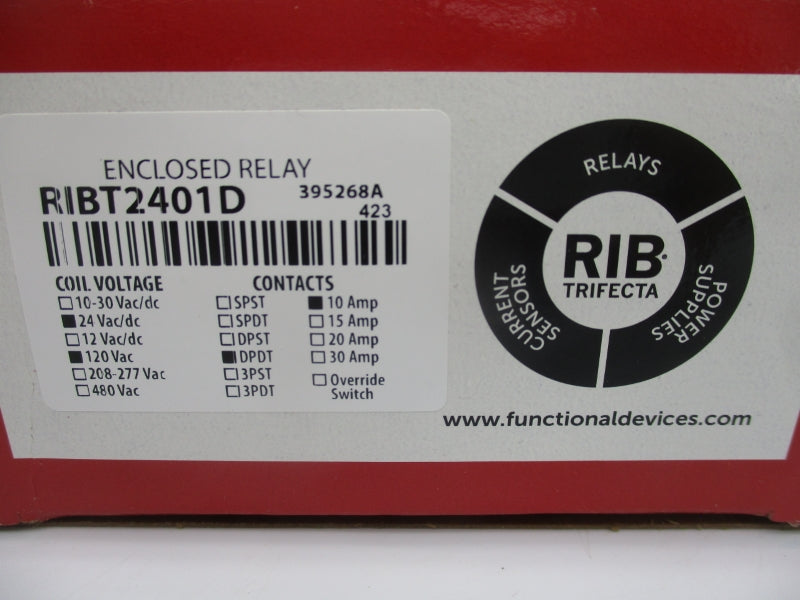 ENCLOSED RELAY
RIBT2401D
395268A
423
COIL VOLTAGE
10-30 Vac/dc
24 Vac/dc
12 Vac/dc
120 Vac
208-277 Vac
480 Vac
CONTACTS
SPST
SPDT
DPST
DPDT
3PST
3PDT
10 Amp
15 Amp
20 Amp
30 Amp
Override
Switch
RELAYS
RIB
TRIFECTA
CURRENT
SENSORS
POWER
SUPPLIES
www.functionaldevices.com